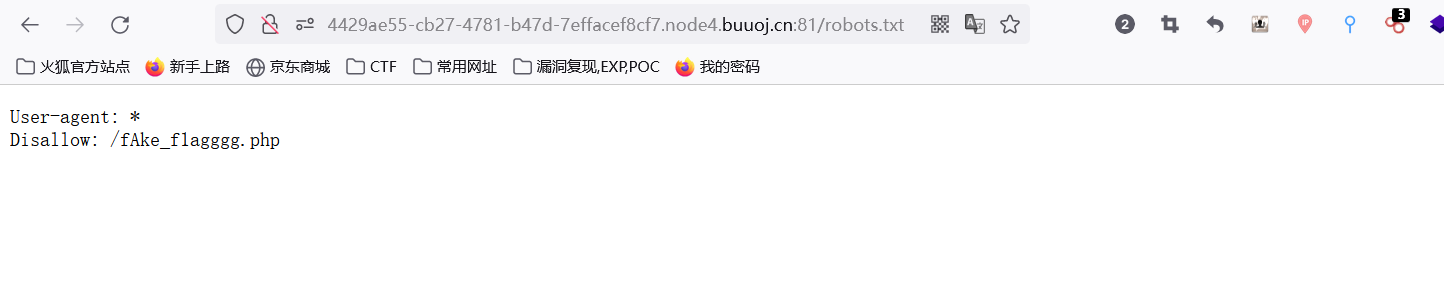 4429ae55-cb27-4781-b47d-7effacef8cf7.node4.buuoj.cn:81/robots.txt
2
IP
3
火狐官方站点 新手上路 京东商城 CTF 常用网址 漏洞复现,EXP,POC 我的密码
User-agent: *
Disallow: /fAke_f1agggg.php